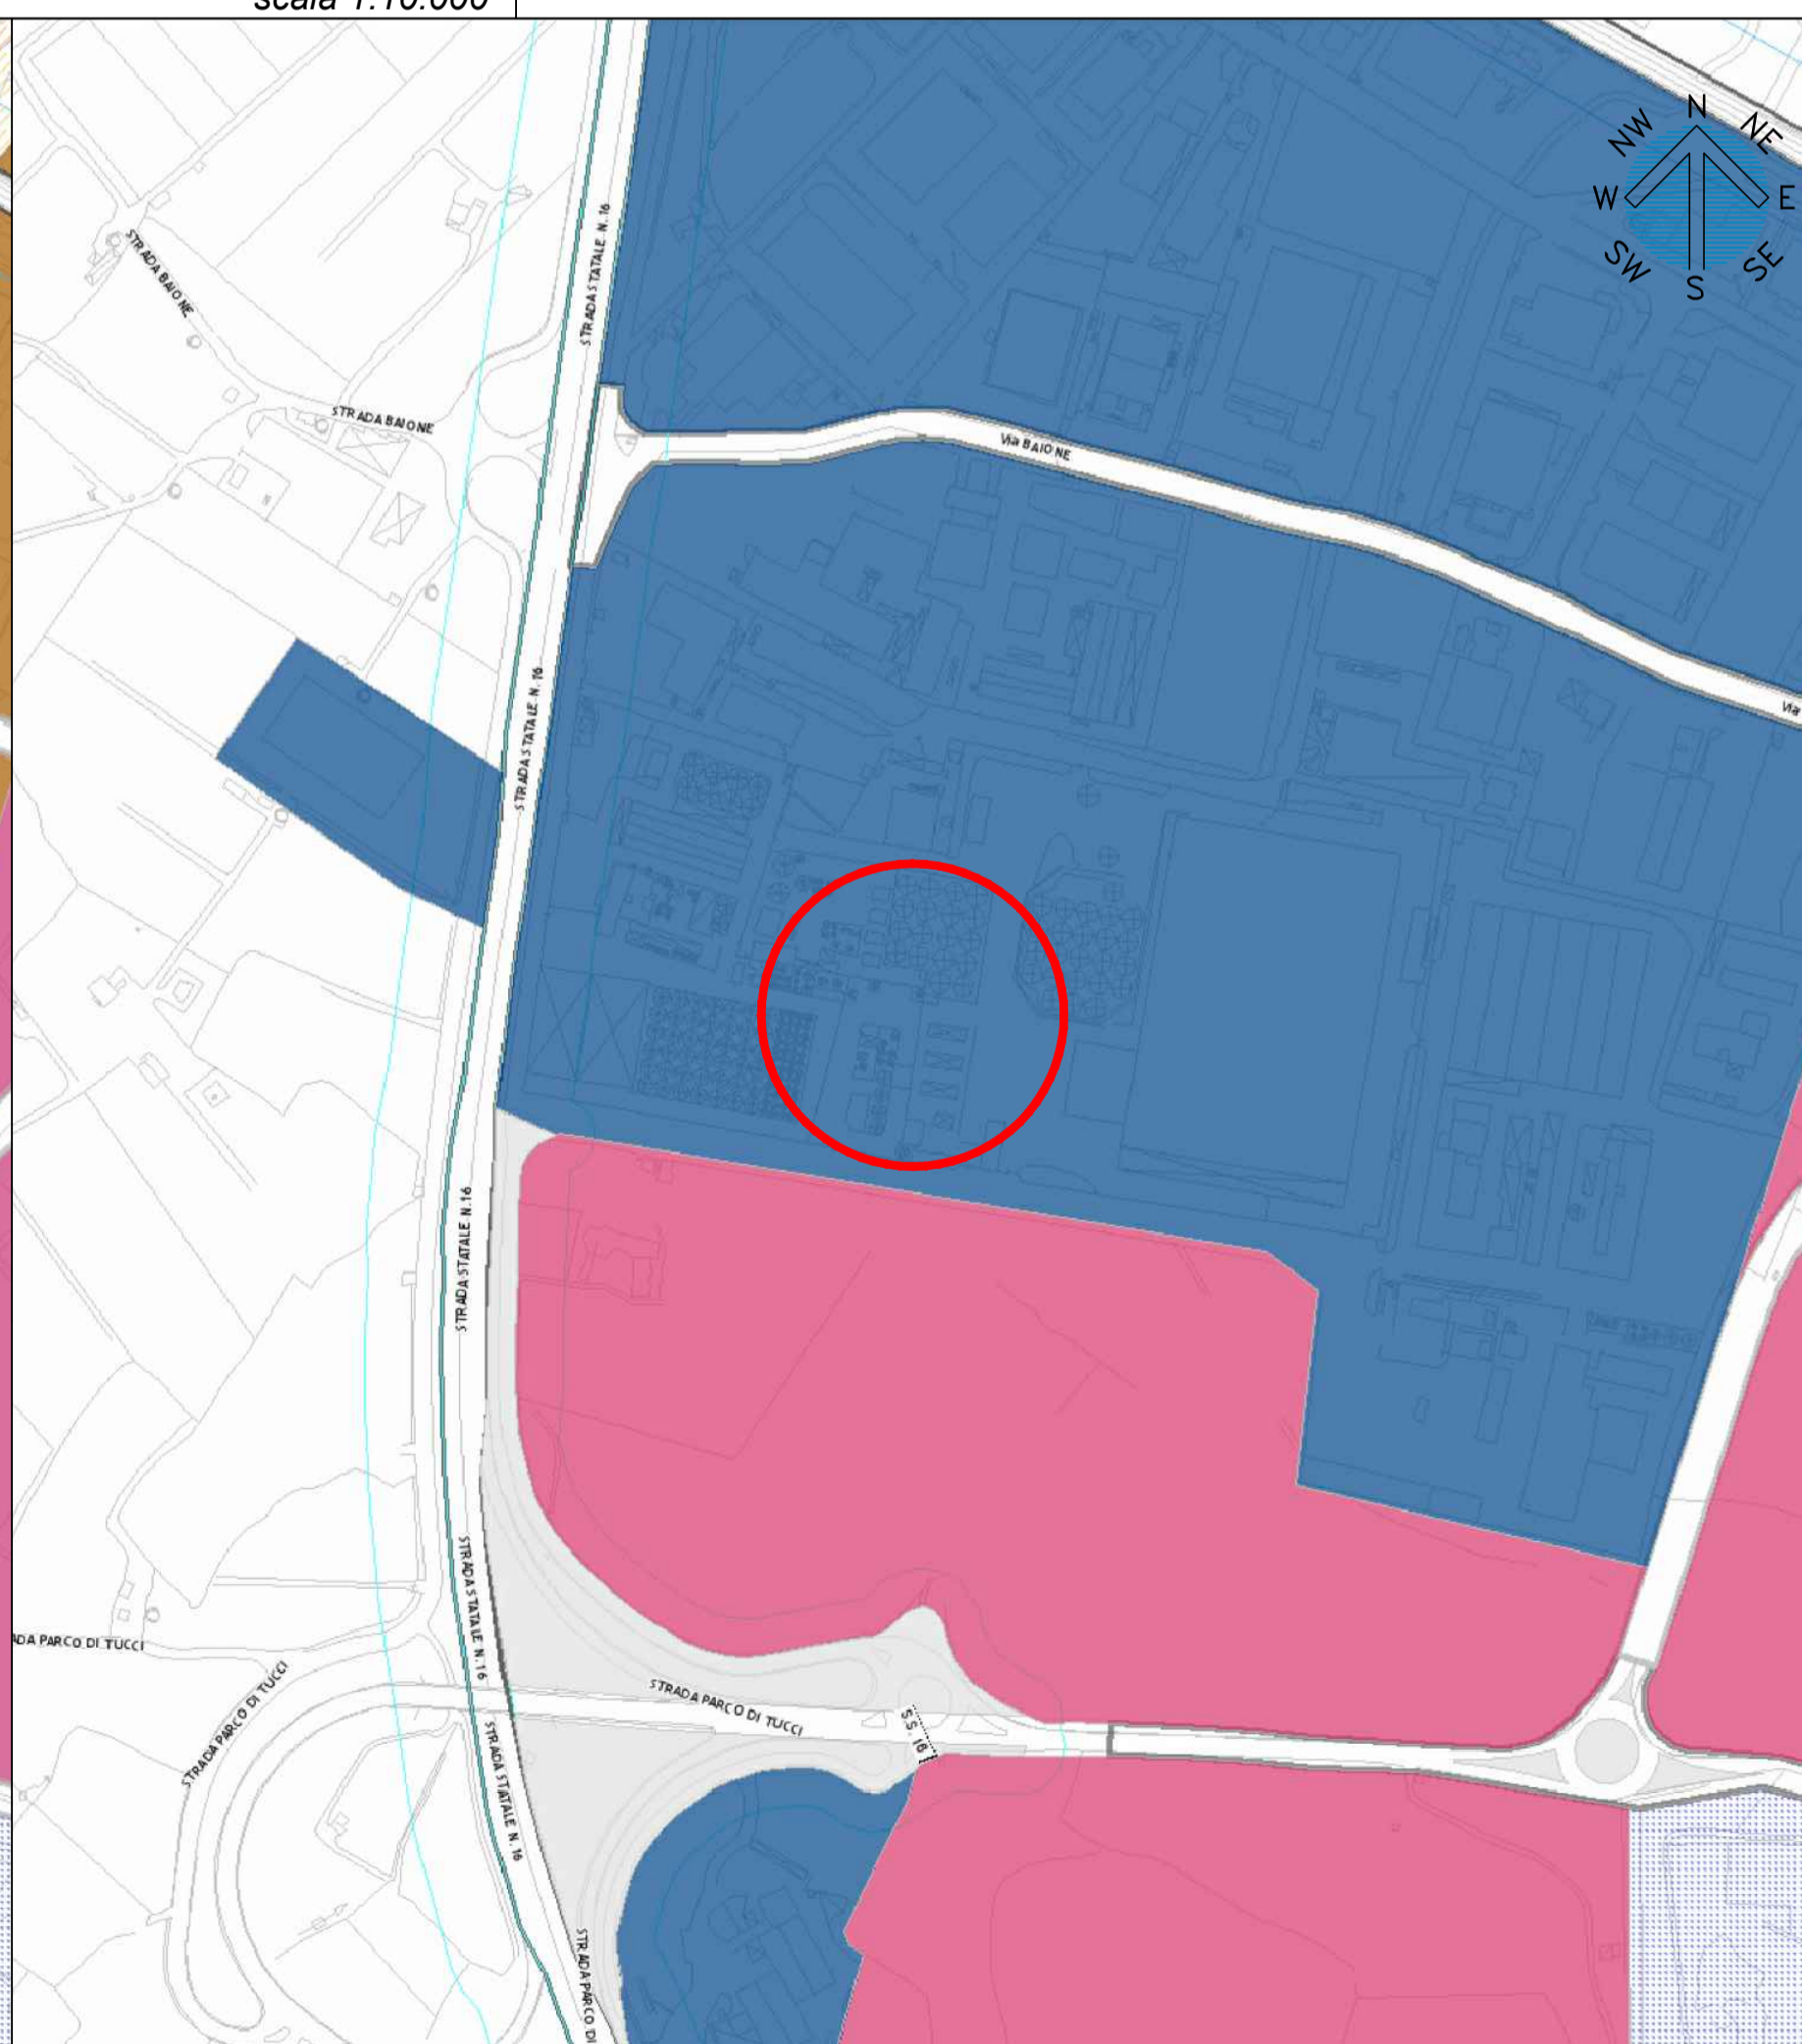 scala 1:10.000
N
NW
NE
W
E
SW
SE
S
STRADA STATALE N.16
STRADA BAIONE
STRADA BAIONE
Via BAIONE
STRADA STATALE N.16
Via
STRADA STATALE N.16
STRADA STATALE N.16
ADA PARCO DI TUCCI
STRADA PARCO DI TUCCI
STRADA PARCO DI TUCCI
S.S. 16
STRADA STATALE N.16
STRADA PARCO DI